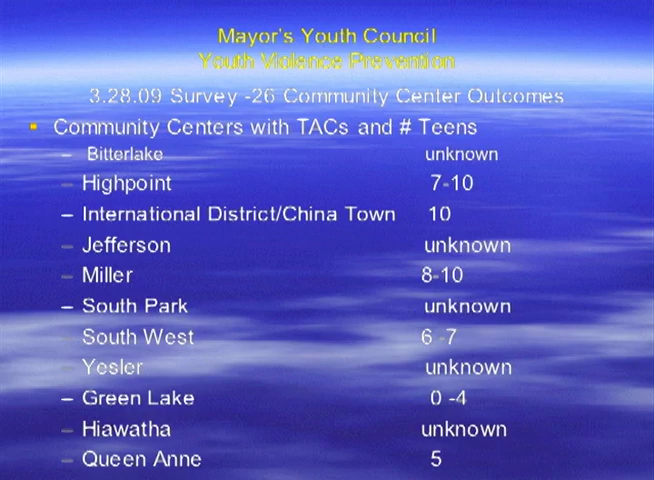 Mayor's Youth Council
Youth Violence Prevention
3.28.09 Survey -26 Community Center Outcomes
Community Centers with TACs and # Teens
– Bitterlake unknown
– Highpoint 7-10
– International District/China Town 10
– Jefferson unknown
– Miller 8-10
– South Park unknown
– South West 6 -7
– Yesler unknown
– Green Lake 0 -4
– Hiawatha unknown
– Queen Anne 5